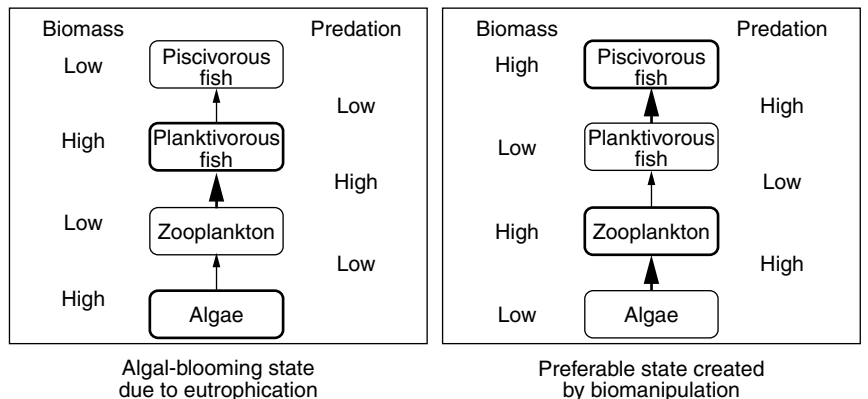 Biomass
Predation
Low
Piscivorous
fish
Low
High
Planktivorous
fish
High
Low
Zooplankton
Low
High
Algae
Algal-blooming state
due to eutrophication
Biomass
Predation
High
Piscivorous
fish
High
Low
Planktivorous
fish
Low
High
Zooplankton
High
Low
Algae
Preferable state created
by biomanipulation